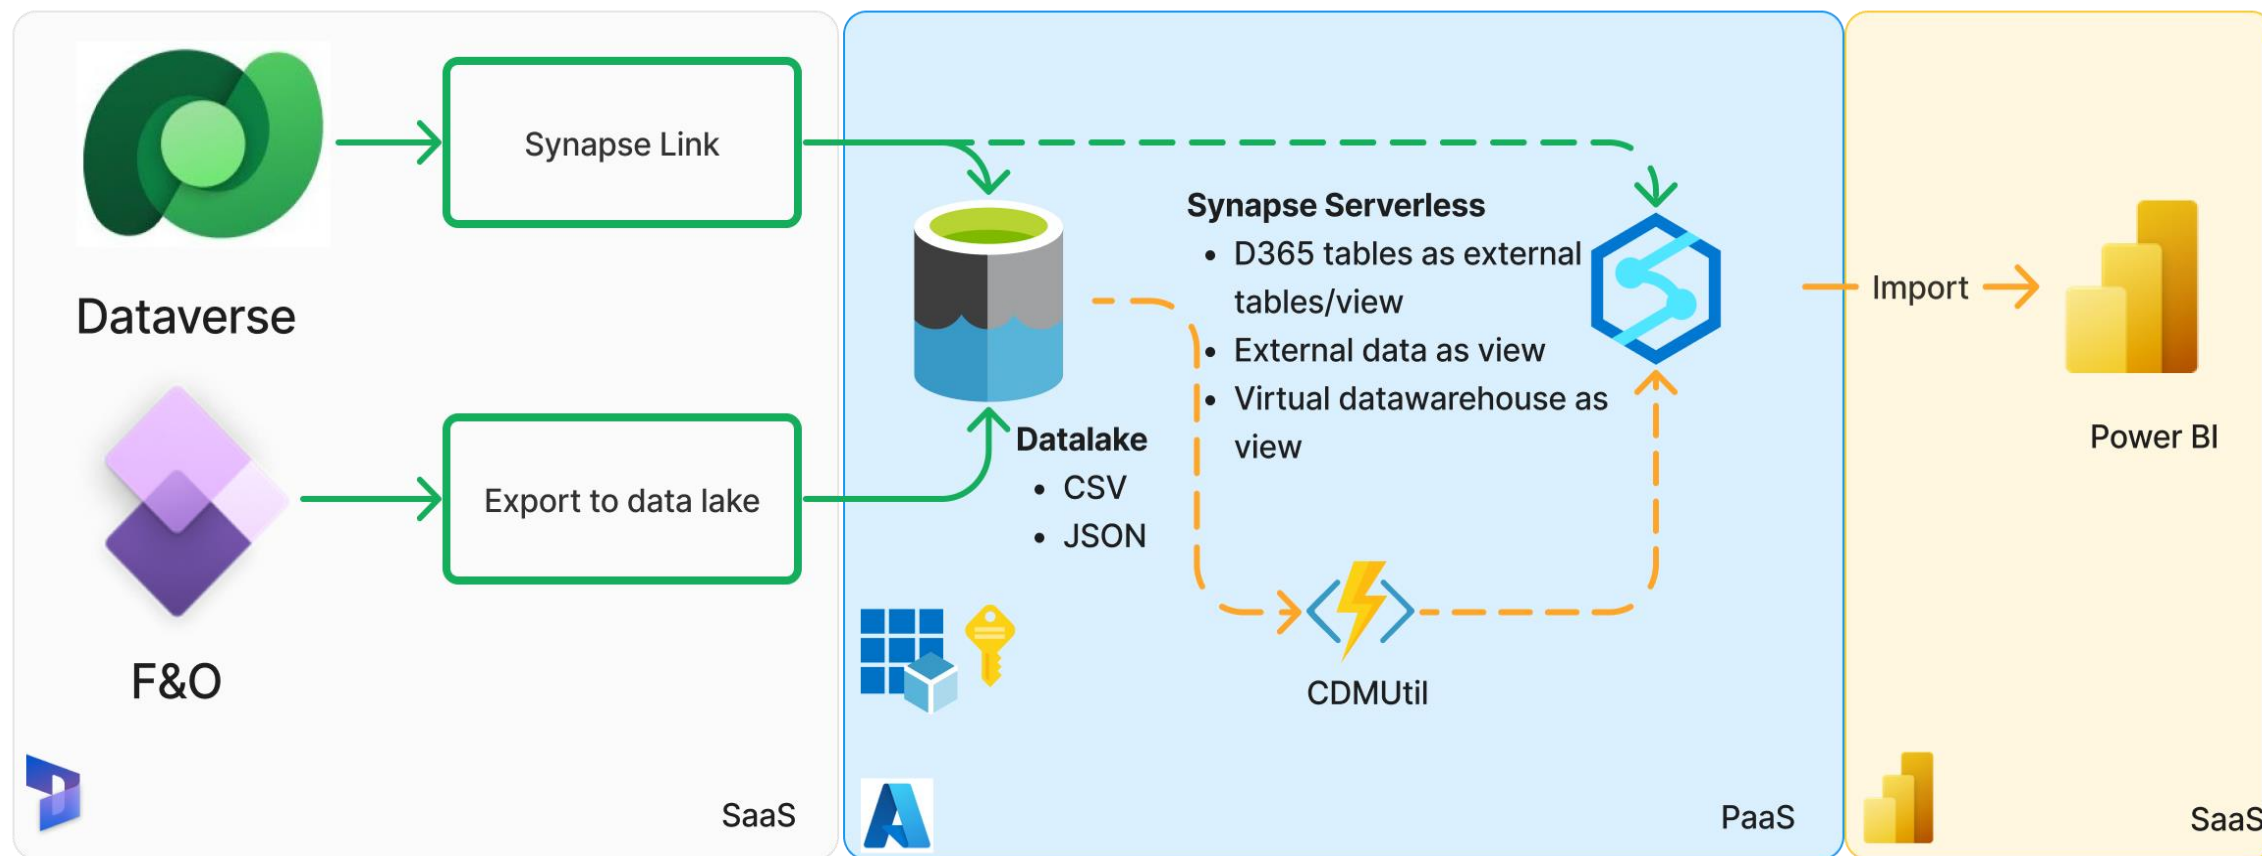 Dataverse
Synapse Link
F&O
Export to data lake
SaaS
Datalake
• CSV
• JSON
Synapse Serverless
• D365 tables as external
tables/view
• External data as view
• Virtual datawarehouse as
view
CDMUtil
PaaS
Import
Power BI
SaaS